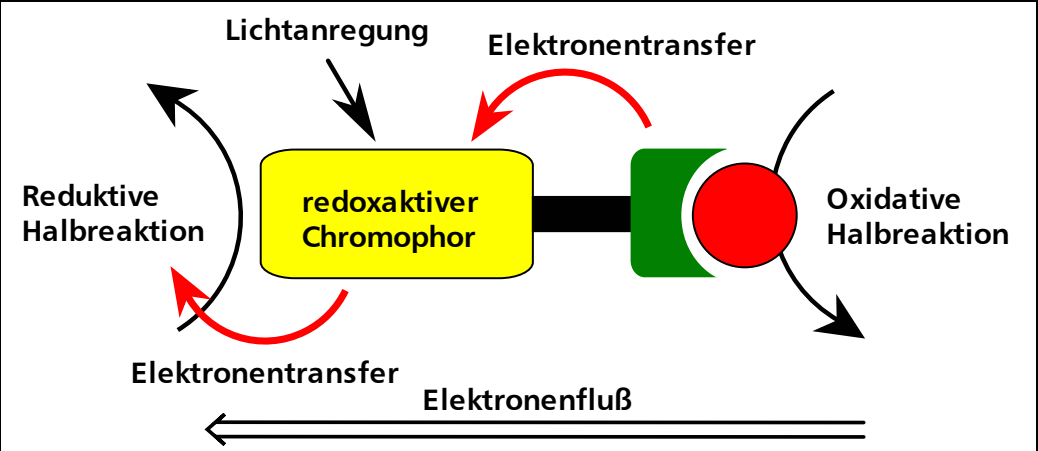 Lichtanregung
Elektronentransfer
Reduktive
Halbreaktion
redoxaktiver
Chromophor
Oxidative
Halbreaktion
Elektronentransfer
Elektronenfluß